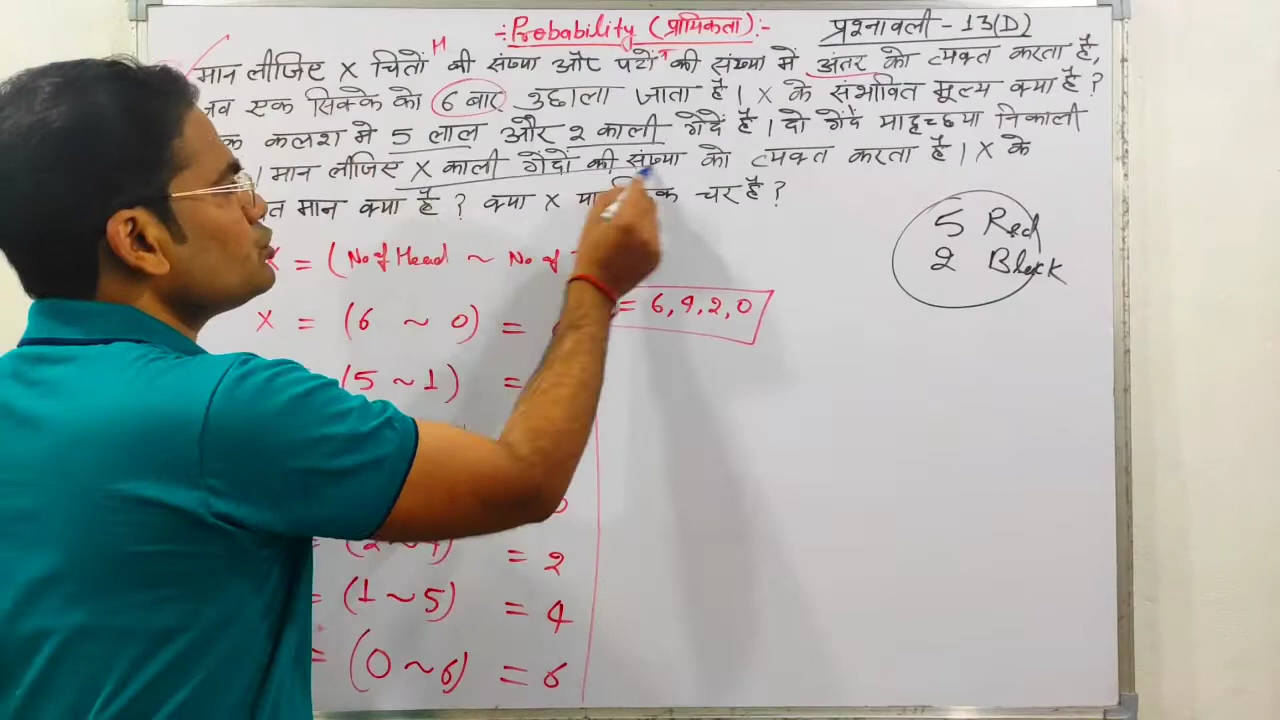 :-Probability (प्रायिकता):- प्रश्नावली - 13(D)
मान लीजिए X चितों H की संख्या और पटों T की संख्या में अंतर को व्यक्त करता है,
जब एक सिक्के को 6 बार उछाला जाता है। X के संभावित मूल्य क्या है?
क कलश मे 5 लाल और 2 काली गेंदें है। दो गेंदे यादृच्छया निकाली
। मान लीजिए X काली गेंदों की संख्या को व्यक्त करता है। X के
त मान क्या है? क्या X चर है?
5 Red
2 Black
= (No of Head ~ No of
X = (6 ~ 0) =
= 6, 4, 2, 0
(5 ~ 1) =
= 2
= (1 ~ 5) = 4
= (0 ~ 6) = 6